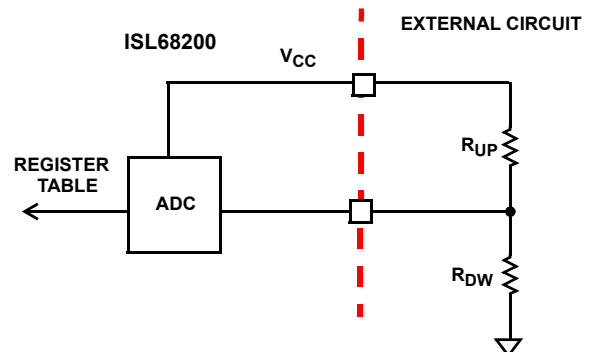 EXTERNAL CIRCUIT
ISL68200
VCC
RUP
REGISTER
TABLE
ADC
RDW